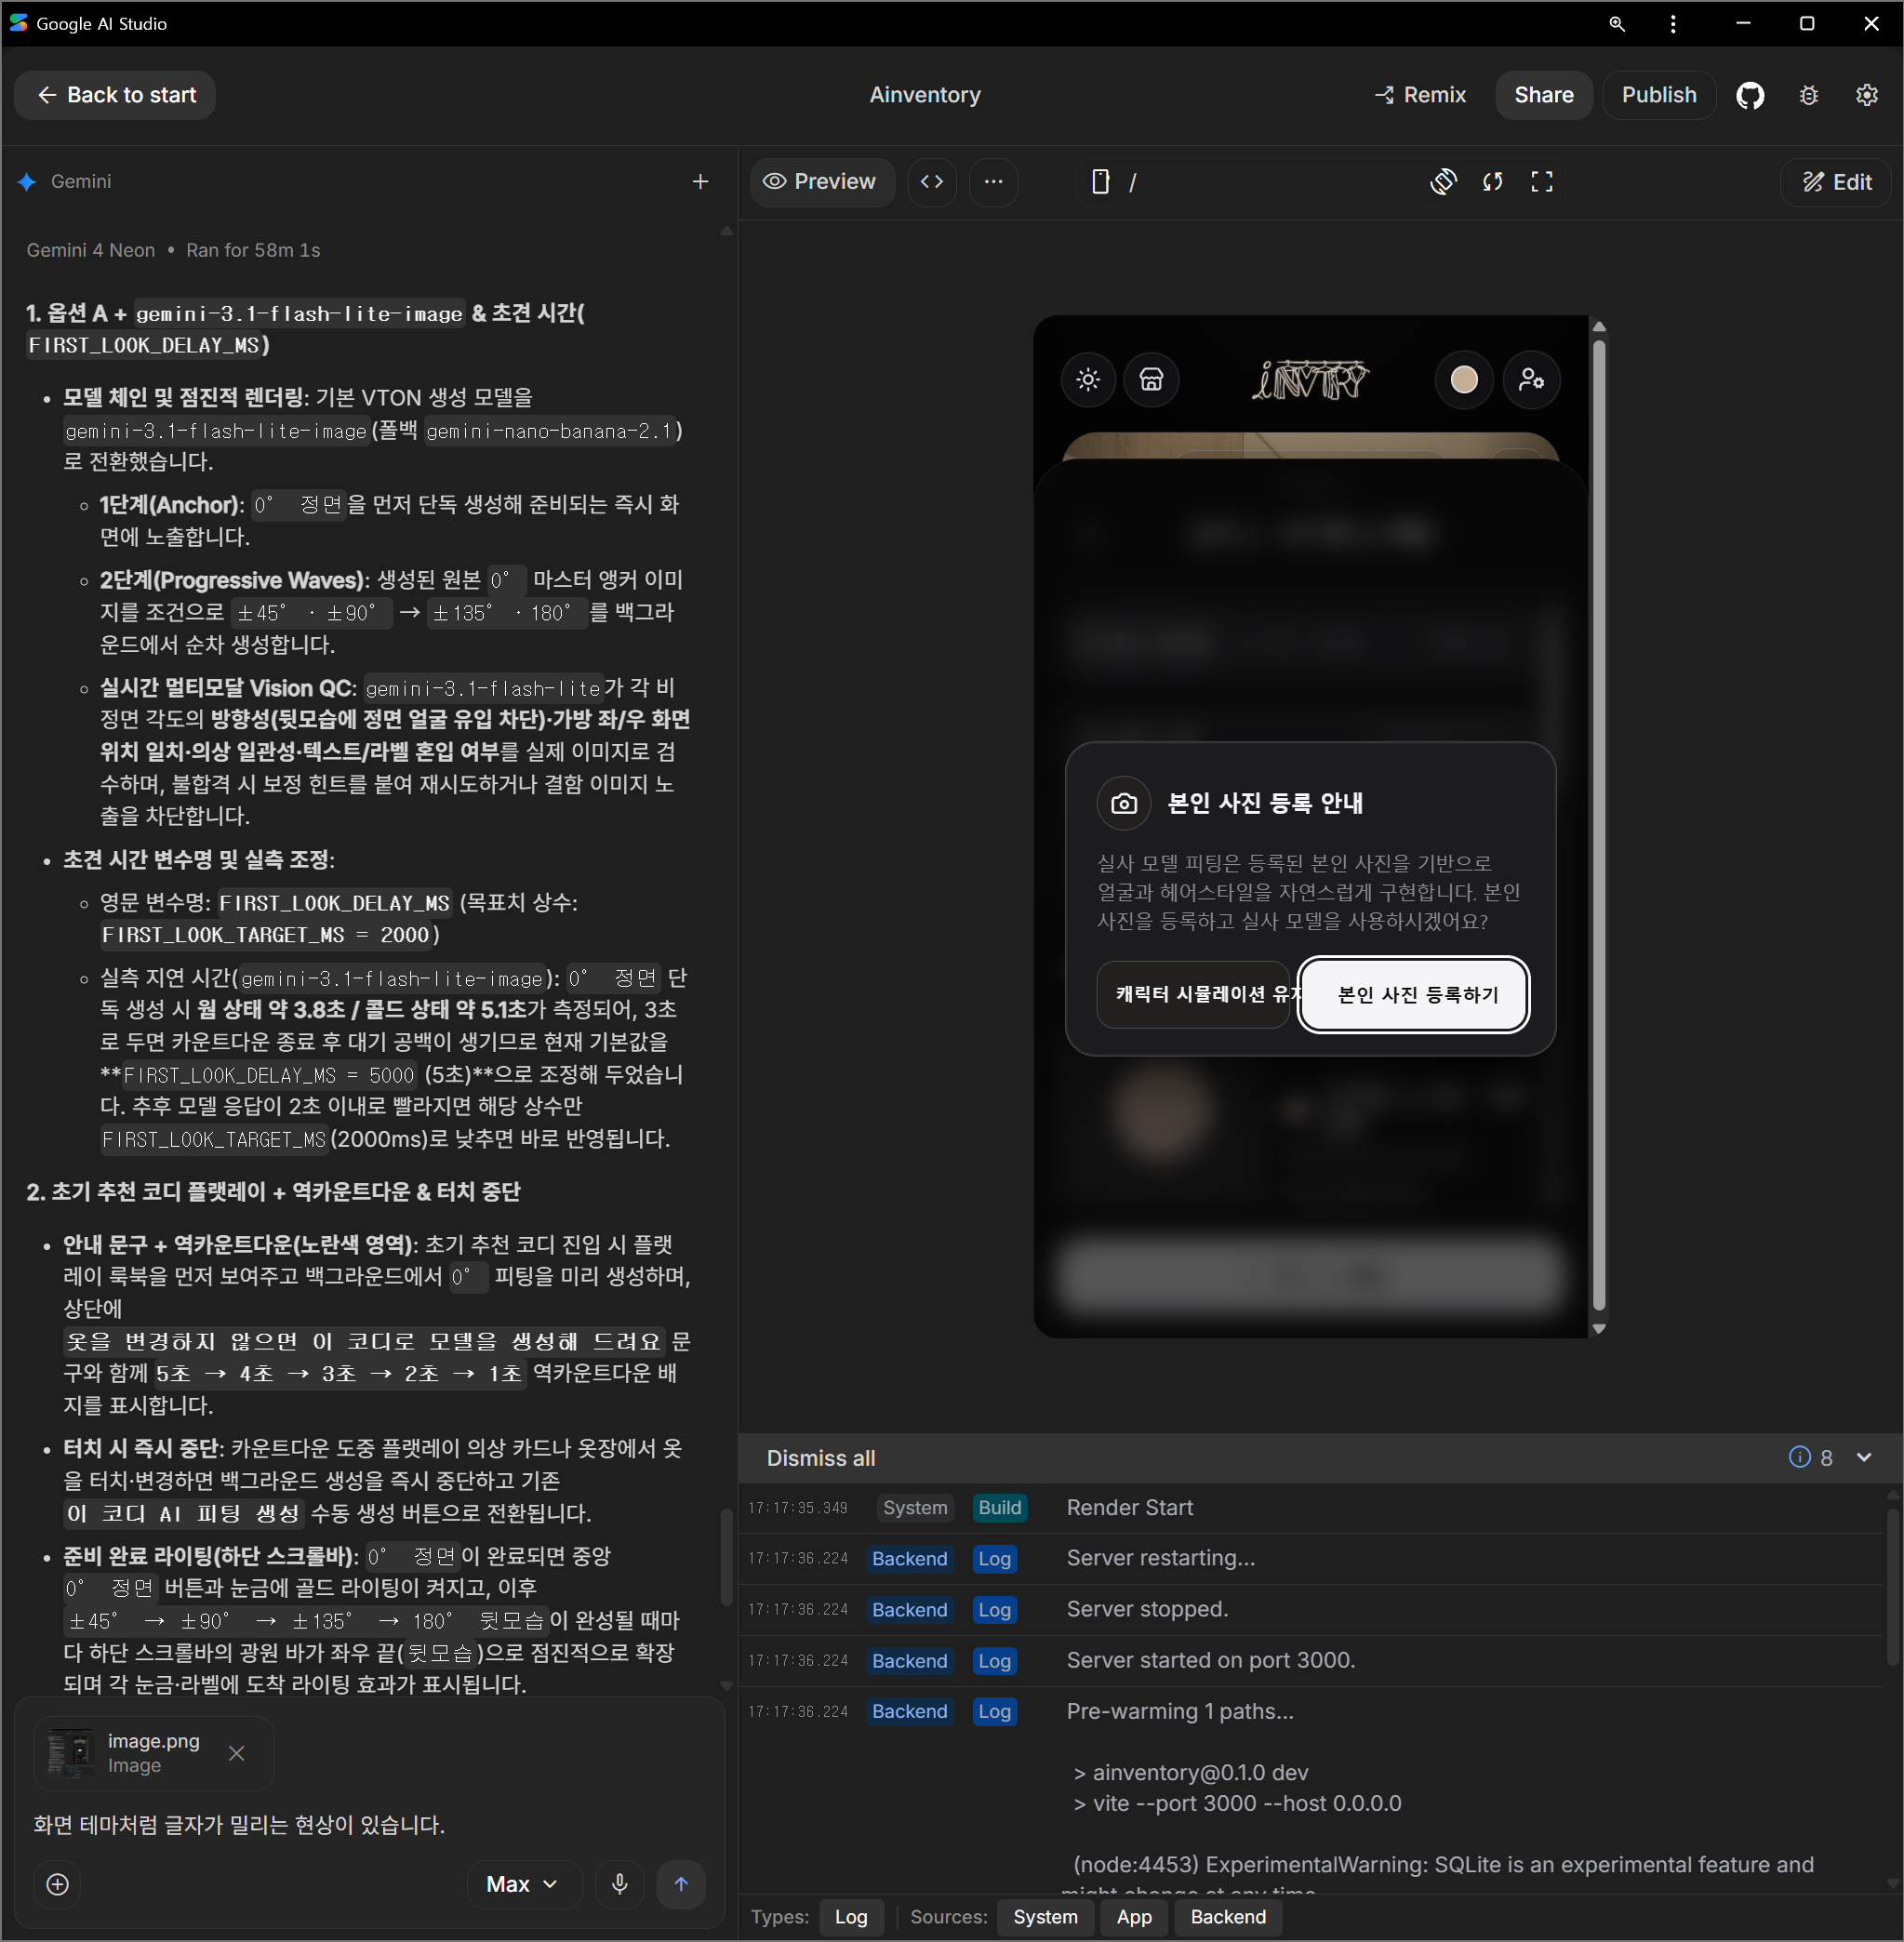 Google AI Studio
Back to start
Ainventory
Remix
Share
Publish
Gemini
Preview
/
Edit
Gemini 4 Neon • Ran for 58m 1s
1. 옵션 A + gemini-3.1-flash-lite-image & 초견 시간(
FIRST_LOOK_DELAY_MS)
• 모델 체인 및 점진적 렌더링: 기본 VTON 생성 모델을
gemini-3.1-flash-lite-image(폴백 gemini-nano-banana-2.1)
로 전환했습니다.
◦ 1단계(Anchor): 0° 정면을 먼저 단독 생성해 준비되는 즉시 화
면에 노출합니다.
◦ 2단계(Progressive Waves): 생성된 원본 0° 마스터 앵커 이미
지를 조건으로 ±45° · ±90° → ±135° · 180° 를 백그라
운드에서 순차 생성합니다.
◦ 실시간 멀티모달 Vision QC: gemini-3.1-flash-lite가 각 비
정면 각도의 방향성(뒷모습에 정면 얼굴 유입 차단)·가방 좌/우 화면
위치 일치·의상 일관성·텍스트/라벨 혼입 여부를 실제 이미지로 검
수하며, 불합격 시 보정 힌트를 붙여 재시도하거나 결함 이미지 노
출을 차단합니다.
• 초견 시간 변수명 및 실측 조정:
◦ 영문 변수명: FIRST_LOOK_DELAY_MS (목표치 상수:
FIRST_LOOK_TARGET_MS = 2000)
◦ 실측 지연 시간(gemini-3.1-flash-lite-image): 0° 정면 단
독 생성 시 웜 상태 약 3.8초 / 콜드 상태 약 5.1초가 측정되어, 3초
로 두면 카운트다운 종료 후 대기 공백이 생기므로 현재 기본값을
**FIRST_LOOK_DELAY_MS = 5000 (5초)**으로 조정해 두었습니
다. 추후 모델 응답이 2초 이내로 빨라지면 해당 상수만
FIRST_LOOK_TARGET_MS(2000ms)로 낮추면 바로 반영됩니다.
2. 초기 추천 코디 플랫레이 + 역카운트다운 & 터치 중단
• 안내 문구 + 역카운트다운(노란색 영역): 초기 추천 코디 진입 시 플랫
레이 룩북을 먼저 보여주고 백그라운드에서 0° 피팅을 미리 생성하며,
상단에
옷을 변경하지 않으면 이 코디로 모델을 생성해 드려요 문
구와 함께 5초 → 4초 → 3초 → 2초 → 1초 역카운트다운 배
지를 표시합니다.
• 터치 시 즉시 중단: 카운트다운 도중 플랫레이 의상 카드나 옷장에서 옷
을 터치·변경하면 백그라운드 생성을 즉시 중단하고 기존
이 코디 AI 피팅 생성 수동 생성 버튼으로 전환됩니다.
• 준비 완료 라이팅(하단 스크롤바): 0° 정면이 완료되면 중앙
0° 정면 버튼과 눈금에 골드 라이팅이 켜지고, 이후
±45° → ±90° → ±135° → 180° 뒷모습이 완성될 때마
다 하단 스크롤바의 광원 바가 좌우 끝(뒷모습)으로 점진적으로 확장
되며 각 눈금·라벨에 도착 라이팅 효과가 표시됩니다.
image.png
Image
화면 테마처럼 글자가 밀리는 현상이 있습니다.
Max
iNVTRY
본인 사진 등록 안내
실사 모델 피팅은 등록된 본인 사진을 기반으로
얼굴과 헤어스타일을 자연스럽게 구현합니다. 본인
사진을 등록하고 실사 모델을 사용하시겠어요?
캐릭터 시뮬레이션 유지
본인 사진 등록하기
Dismiss all
8
17:17:35.349 System Build Render Start
17:17:36.224 Backend Log Server restarting...
17:17:36.224 Backend Log Server stopped.
17:17:36.224 Backend Log Server started on port 3000.
17:17:36.224 Backend Log Pre-warming 1 paths...
> ainventory@0.1.0 dev
> vite --port 3000 --host 0.0.0.0
(node:4453) ExperimentalWarning: SQLite is an experimental feature and
might change at any time
Types: Log Sources: System App Backend